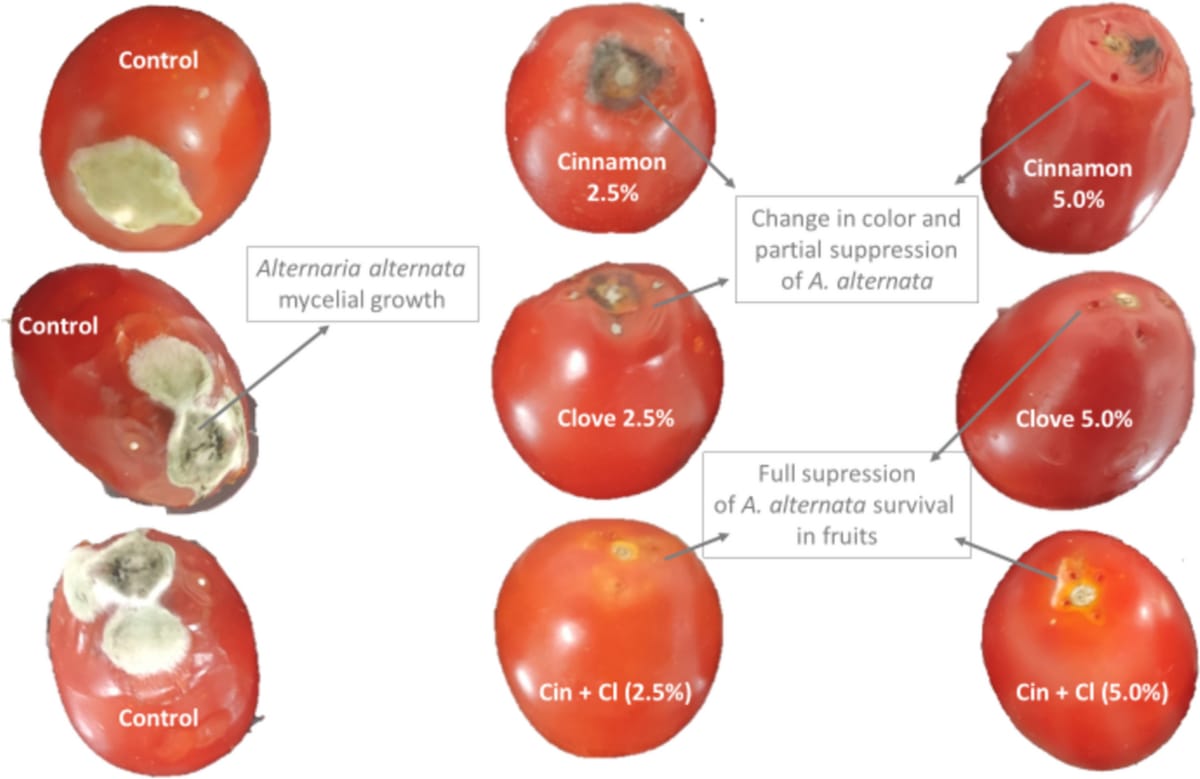 Control
Cinnamon
2.5%
Cinnamon
5.0%
Change in color and
partial suppression
of A. alternata
Alternaria alternata
mycelial growth
Control
Clove 2.5%
Clove 5.0%
Full supression
of A. alternata survival
in fruits
Control
Cin + Cl (2.5%)
Cin + Cl (5.0%)